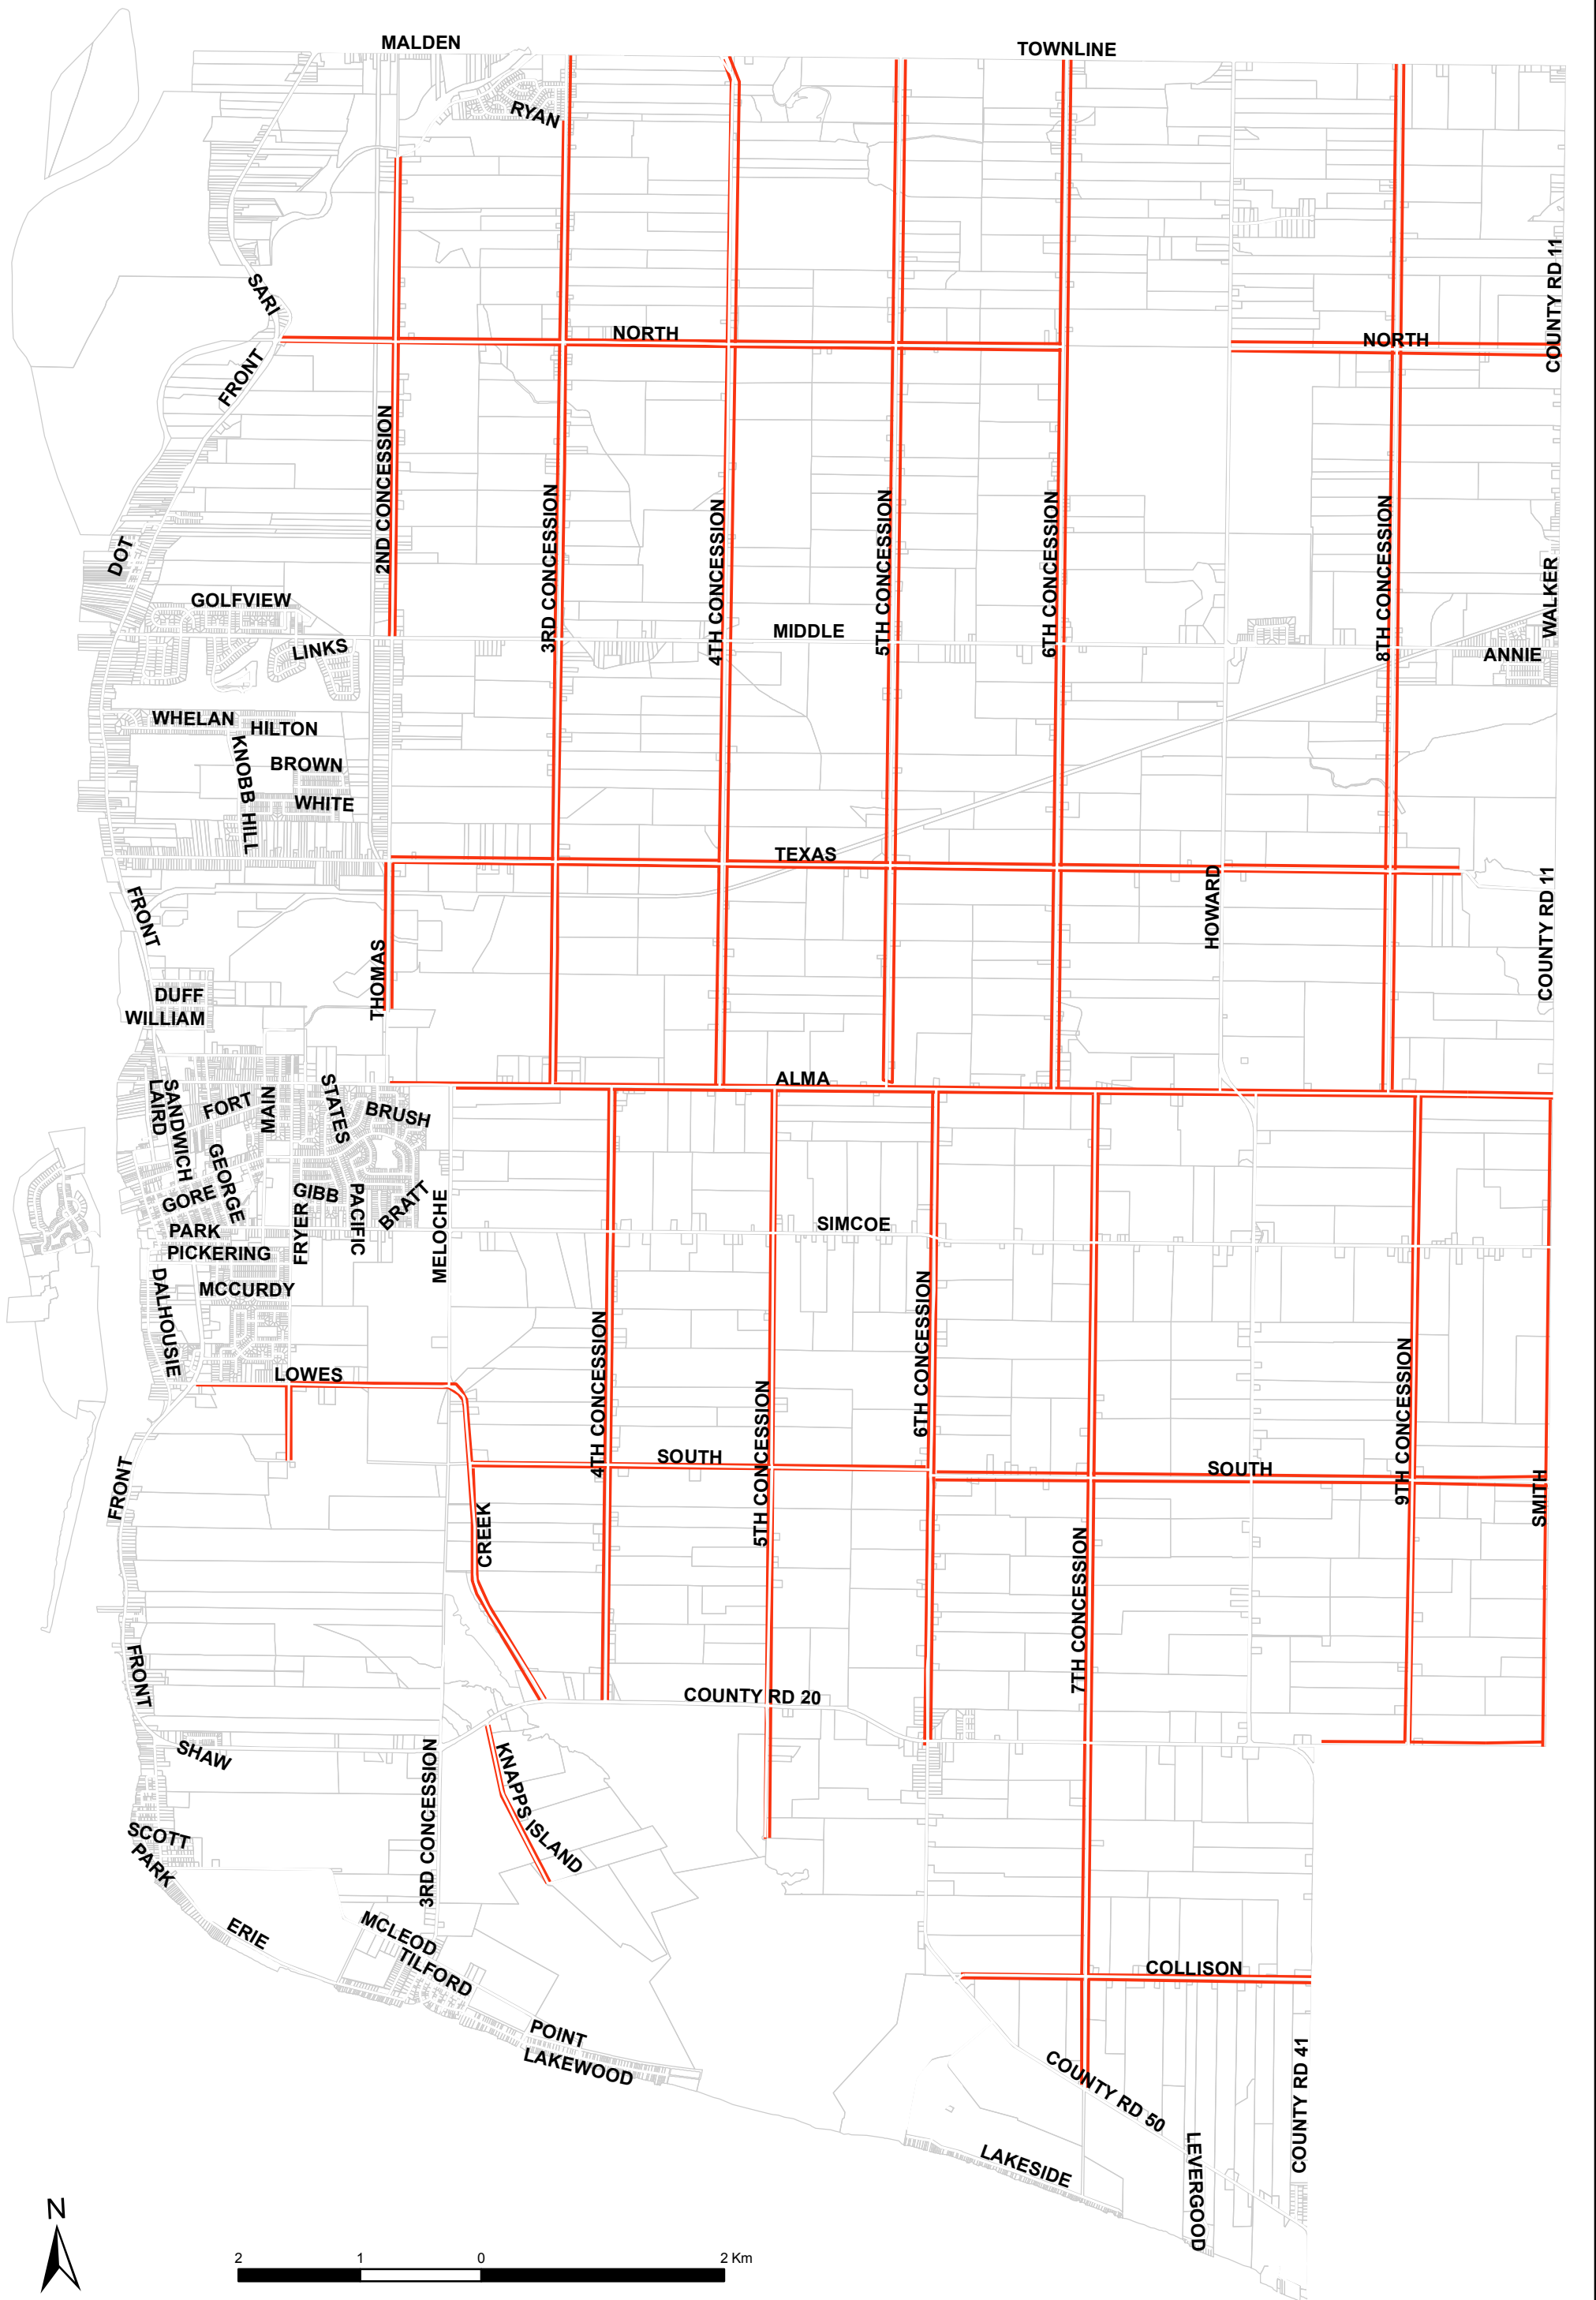 MALDEN
TOWNLINE
RYAN
SARI
COUNTY RD 11
NORTH
NORTH
FRONT
2ND CONCESSION
3RD CONCESSION
4TH CONCESSION
5TH CONCESSION
6TH CONCESSION
8TH CONCESSION
DOT
WALKER
GOLFVIEW
LINKS
MIDDLE
ANNIE
WHELAN
HILTON
KNOBB HILL
BROWN
WHITE
TEXAS
FRONT
HOWARD
COUNTY RD 11
THOMAS
DUFF
WILLIAM
ALMA
LAIRD
SANDWICH
FORT
MAIN
STATES
BRUSH
GEORGE
GORE
GIBB
PACIFIC
BRATT
MELOCHE
FRYER
PARK
SIMCOE
PICKERING
MCCURDY
DALHOUSIE
4TH CONCESSION
5TH CONCESSION
6TH CONCESSION
9TH CONCESSION
LOWES
SOUTH
SOUTH
SMITH
FRONT
CREEK
7TH CONCESSION
FRONT
COUNTY RD 20
SHAW
3RD CONCESSION
KNAPPS ISLAND
SCOTT
PARK
ERIE
MCLEOD
TILFORD
COLLISON
POINT
LAKEWOOD
COUNTY RD 50
COUNTY RD 41
LAKESIDE
LEVERGOOD
N
2 1 0 2 Km